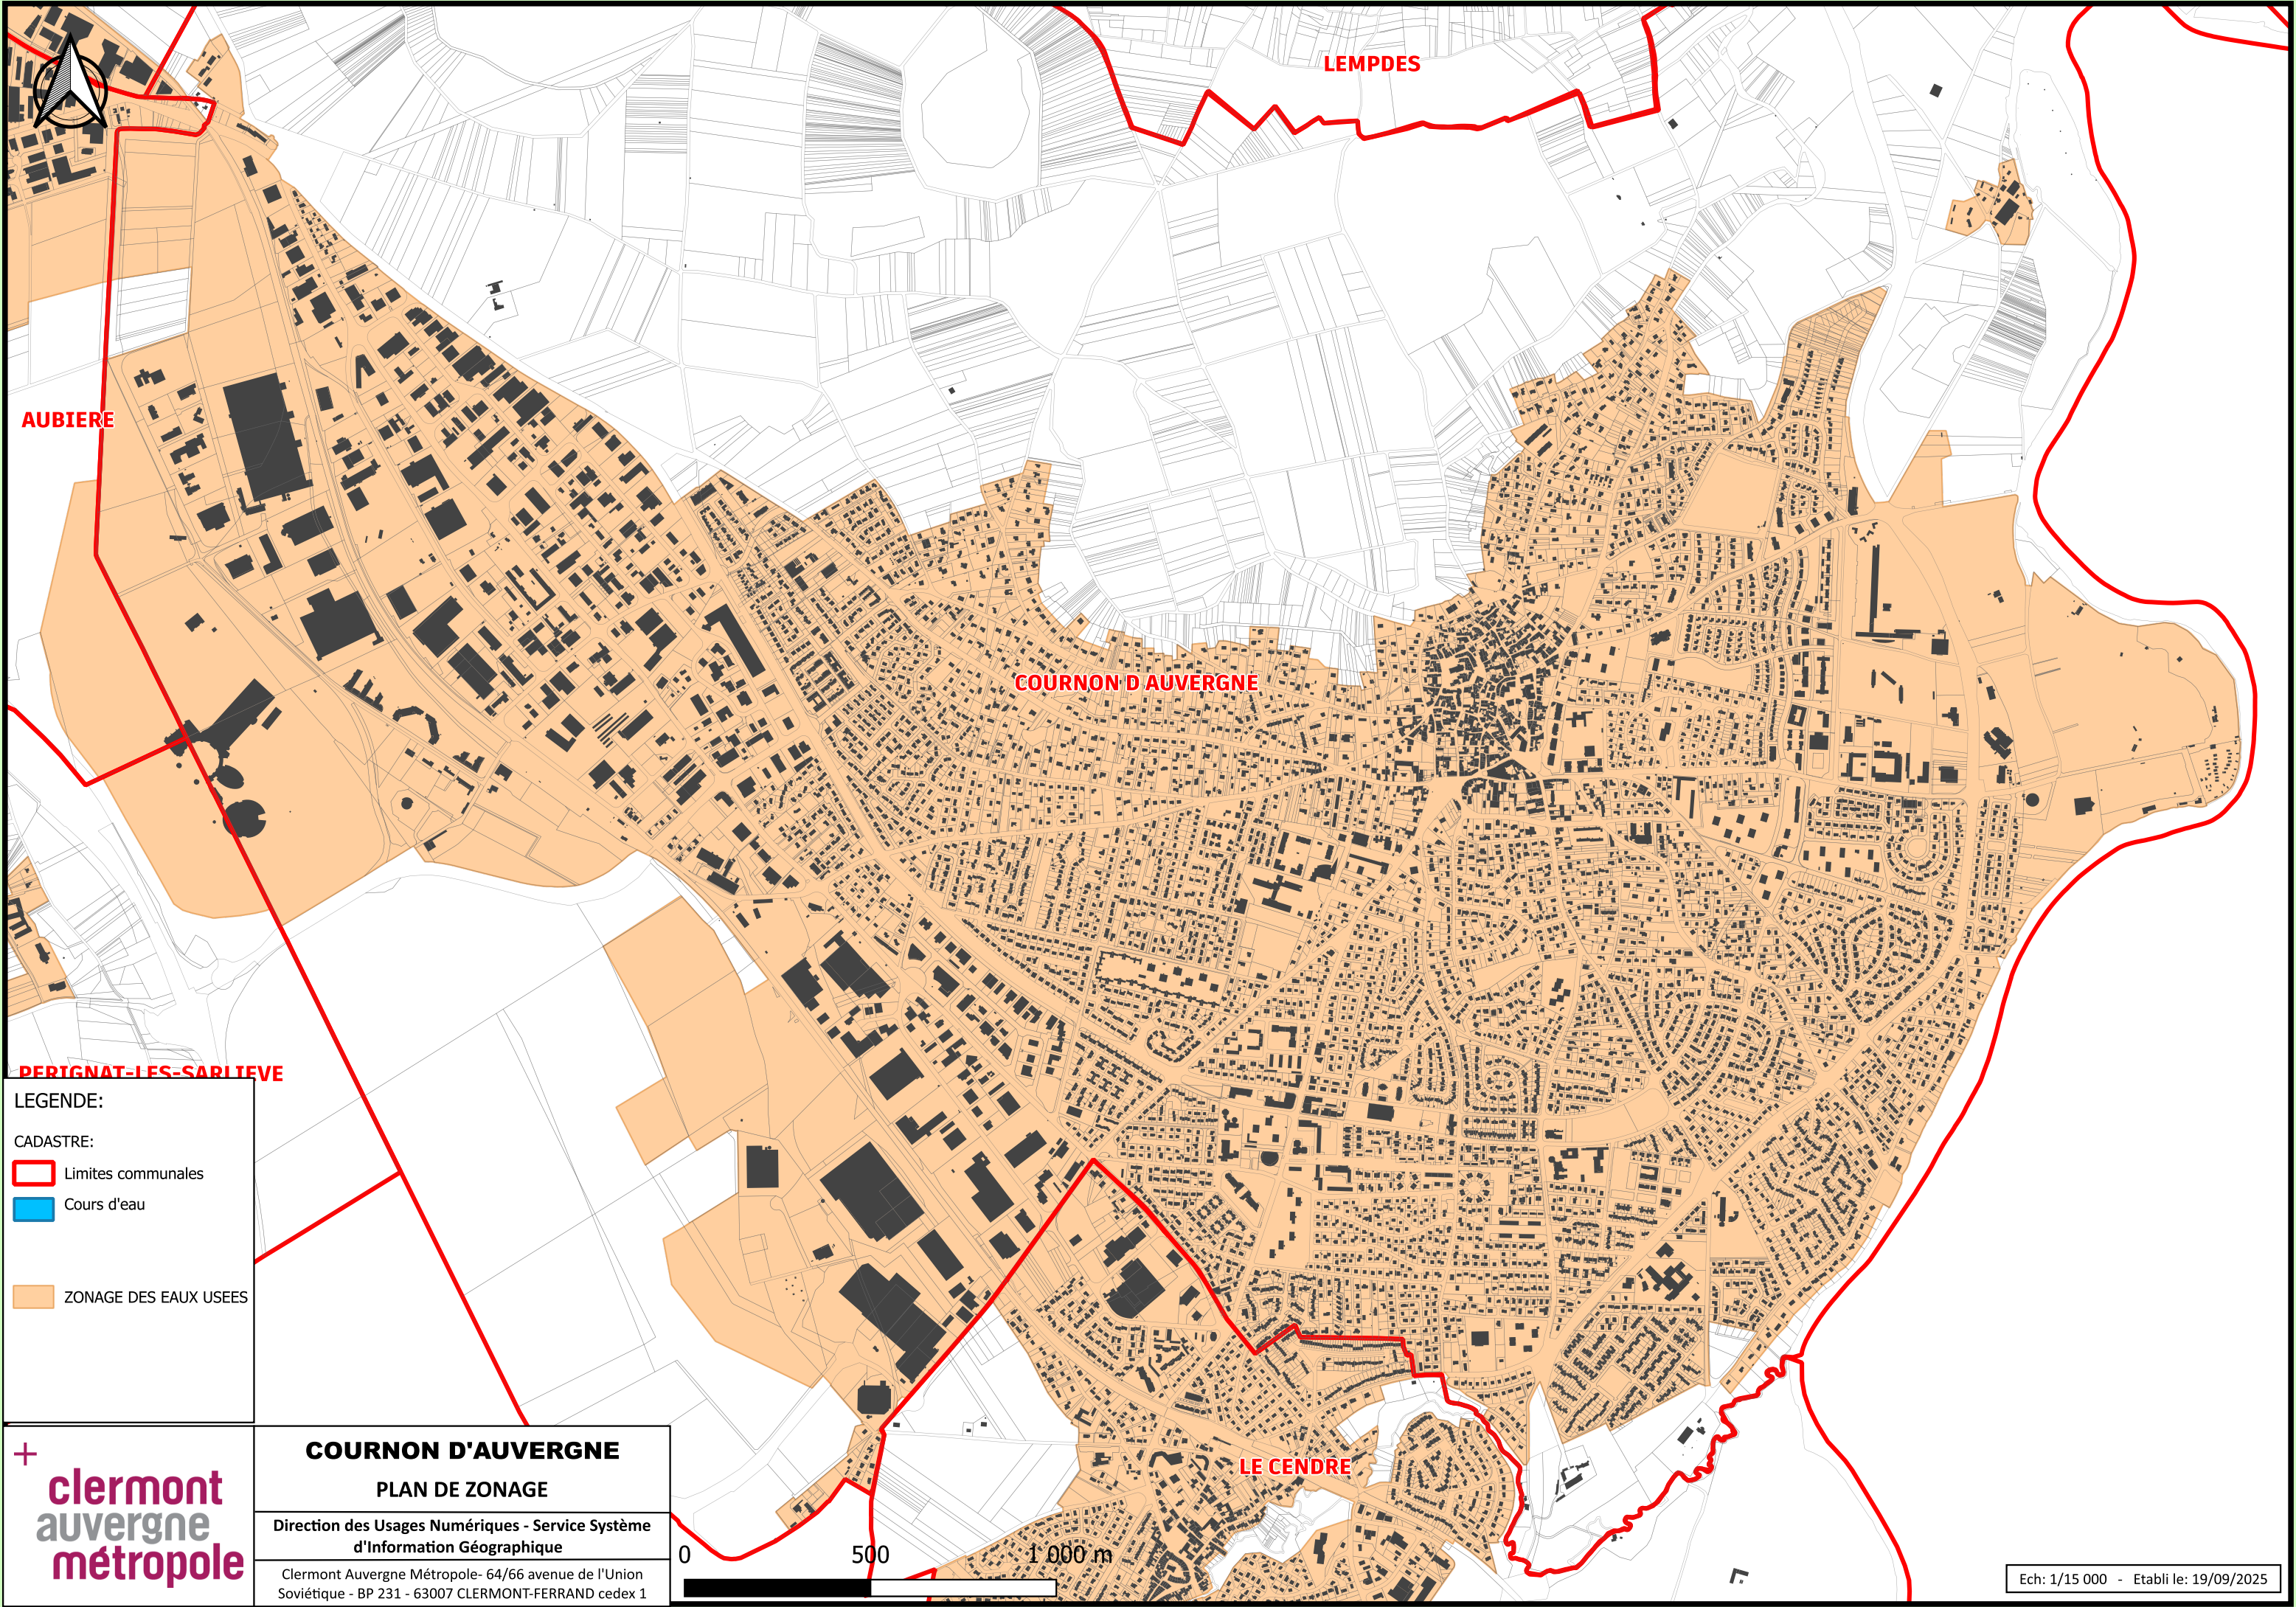 LEMPDES
AUBIERE
COURNON D AUVERGNE
PERIGNAT-LES-SARLIEVE
LE CENDRE
LEGENDE:
CADASTRE:
Limites communales
Cours d'eau
ZONAGE DES EAUX USEES
+
clermont
auvergne
métropole
COURNON D'AUVERGNE
PLAN DE ZONAGE
Direction des Usages Numériques - Service Système
d'Information Géographique
Clermont Auvergne Métropole- 64/66 avenue de l'Union
Soviétique - BP 231 - 63007 CLERMONT-FERRAND cedex 1
0 500 1 000 m
Ech: 1/15 000 - Etabli le: 19/09/2025